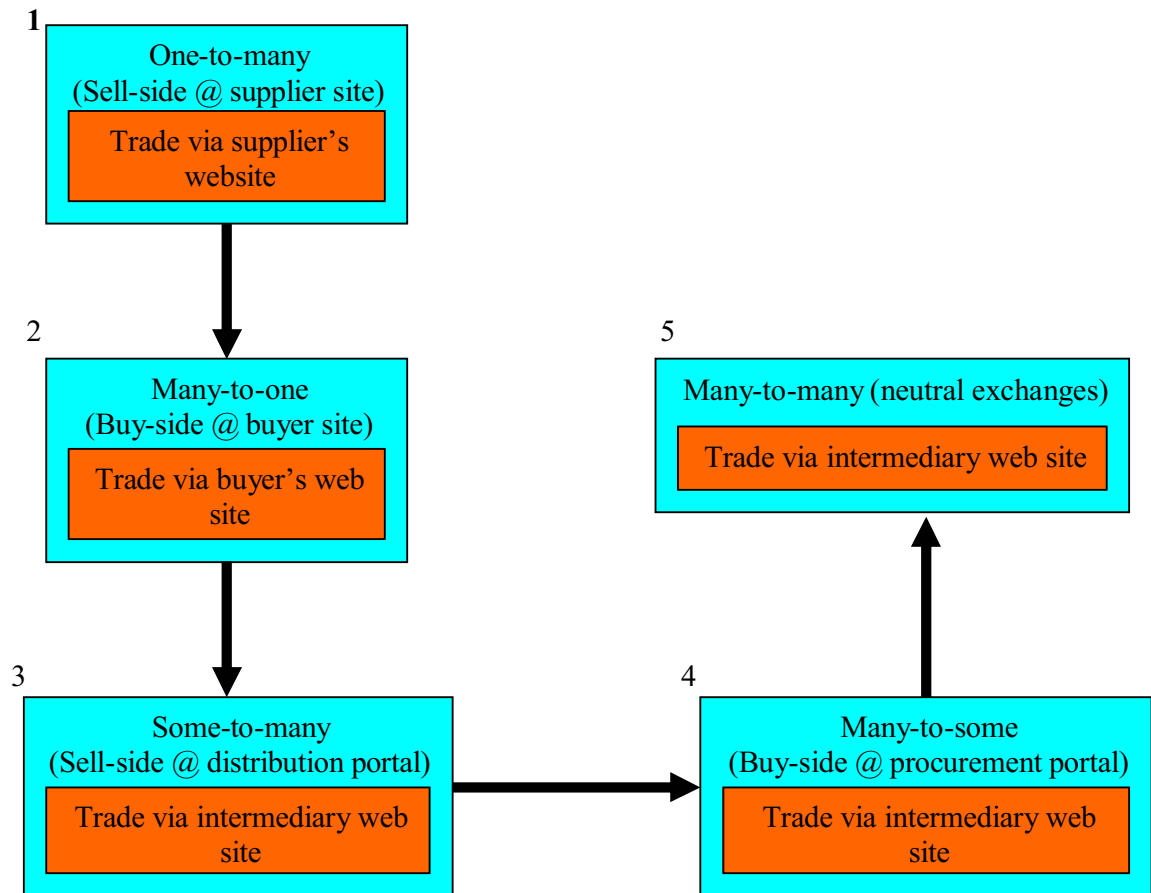 1
One-to-many
(Sell-side @ supplier site)
Trade via supplier’s
website
2
Many-to-one
(Buy-side @ buyer site)
Trade via buyer’s web
site
3
Some-to-many
(Sell-side @ distribution portal)
Trade via intermediary web
site
4
Many-to-some
(Buy-side @ procurement portal)
Trade via intermediary web
site
5
Many-to-many (neutral exchanges)
Trade via intermediary web site